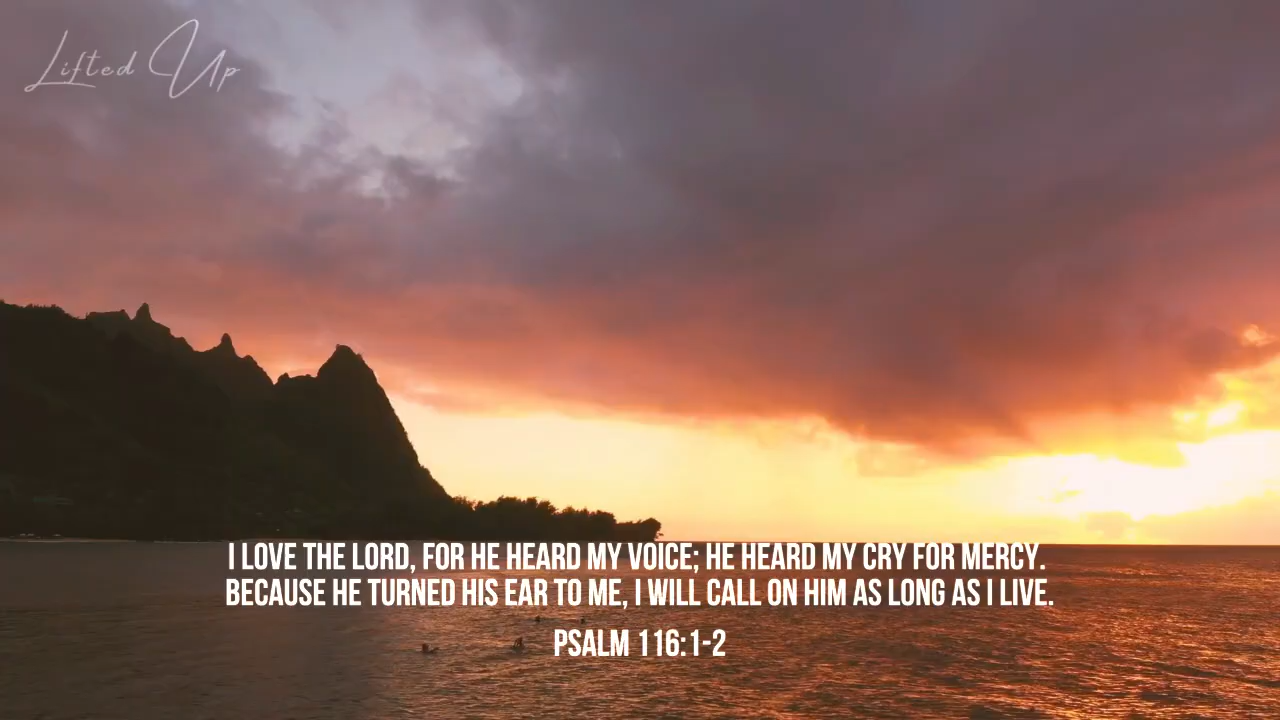 Lifted Up
I LOVE THE LORD, FOR HE HEARD MY VOICE; HE HEARD MY CRY FOR MERCY.
BECAUSE HE TURNED HIS EAR TO ME, I WILL CALL ON HIM AS LONG AS I LIVE.
PSALM 116:1-2